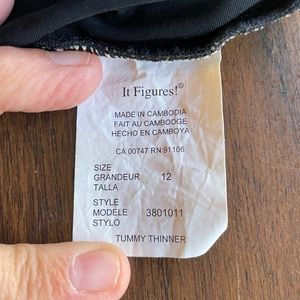 It Figures!®
MADE IN CAMBODIA
FAIT AU CAMBODGE
HECHO EN CAMBOYA
CA 00747 RN 91106
SIZE
GRANDEUR 12
TALLA
STYLE
MODELE 3801011
STYLO
TUMMY THINNER